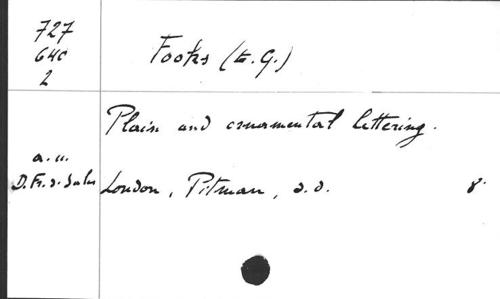 727
64c
2
Fooks (E.G.)
Plain and ornamental lettering.
a.u.
D.Fr.s.Sales
London, Pitman, s.d. 8°